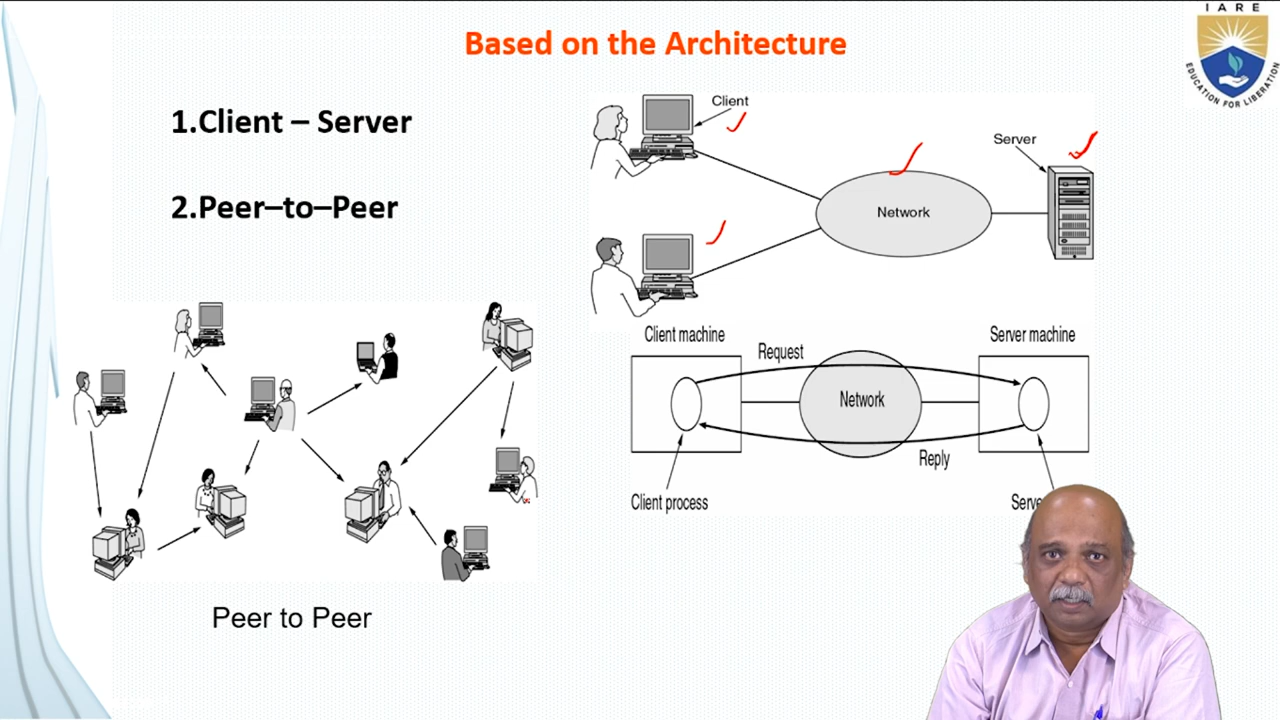 Based on the Architecture
IARE
EDUCATION FOR LIBERATION
1.Client – Server
2.Peer–to–Peer
Client
Server
Network
Client machine
Server machine
Request
Network
Reply
Client process
Serve
Peer to Peer